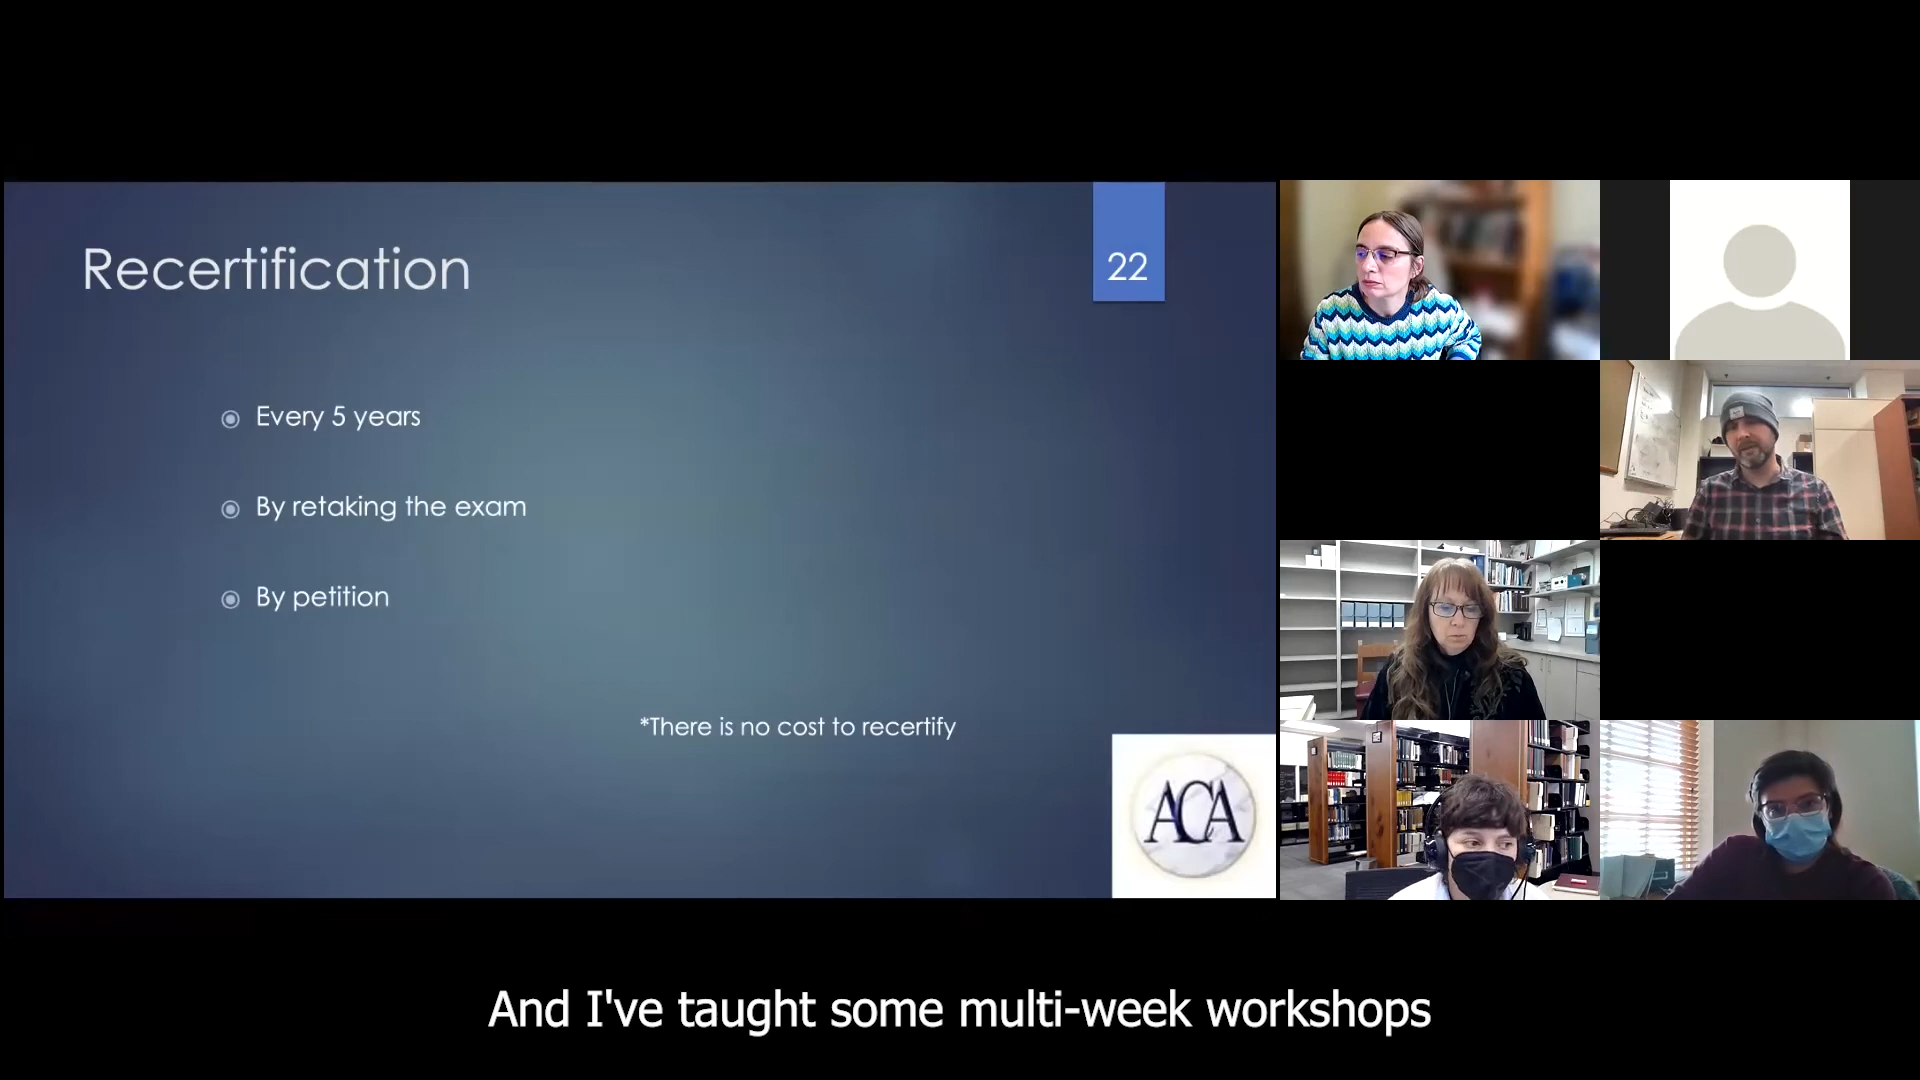 Recertification
22
Every 5 years
By retaking the exam
By petition
*There is no cost to recertify
ACA
And I've taught some multi-week workshops